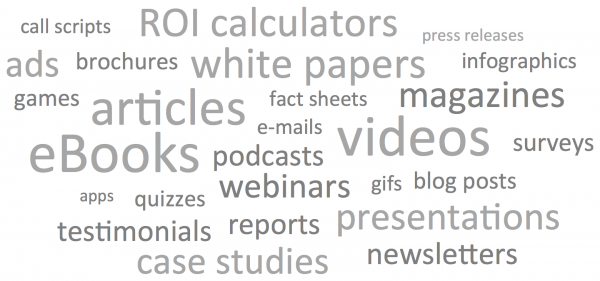 call scripts ROI calculators press releases
ads brochures white papers infographics
games articles fact sheets magazines
e-mails videos surveys
eBooks podcasts
webinars gifs blog posts
apps quizzes presentations
testimonials reports
case studies newsletters